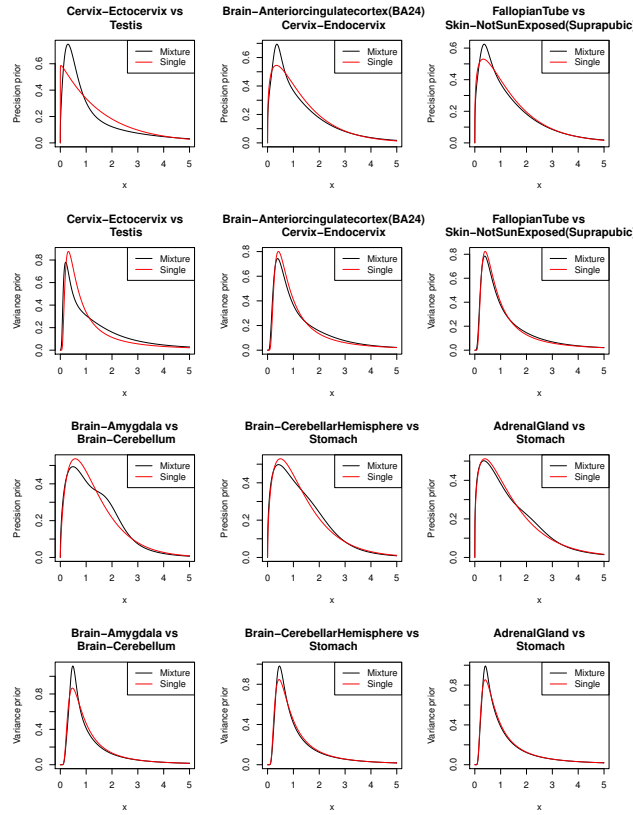 Cervix−Ectocervix vs
Testis
Precision prior
0.0 0.2 0.4 0.6
Mixture
Single
0 1 2 3 4 5
x
Brain−Anteriorcingulatecortex(BA24)
Cervix−Endocervix
Precision prior
0.0 0.1 0.2 0.3 0.4 0.5 0.6 0.7
Mixture
Single
0 1 2 3 4 5
x
FallopianTube vs
Skin−NotSunExposed(Suprapubic)
Precision prior
0.0 0.2 0.4 0.6
Mixture
Single
0 1 2 3 4 5
x
Cervix−Ectocervix vs
Testis
Variance prior
0.0 0.2 0.4 0.6 0.8
Mixture
Single
0 1 2 3 4 5
x
Brain−Anteriorcingulatecortex(BA24)
Cervix−Endocervix
Variance prior
0.0 0.2 0.4 0.6 0.8
Mixture
Single
0 1 2 3 4 5
x
FallopianTube vs
Skin−NotSunExposed(Suprapubic)
Variance prior
0.0 0.2 0.4 0.6 0.8
Mixture
Single
0 1 2 3 4 5
x
Brain−Amygdala vs
Brain−Cerebellum
Precision prior
0.0 0.2 0.4
Mixture
Single
0 1 2 3 4 5
x
Brain−CerebellarHemisphere vs
Stomach
Precision prior
0.0 0.2 0.4
Mixture
Single
0 1 2 3 4 5
x
AdrenalGland vs
Stomach
Precision prior
0.0 0.2 0.4
Mixture
Single
0 1 2 3 4 5
x
Brain−Amygdala vs
Brain−Cerebellum
Variance prior
0.0 0.4 0.8
Mixture
Single
0 1 2 3 4 5
x
Brain−CerebellarHemisphere vs
Stomach
Variance prior
0.0 0.2 0.4 0.8
Mixture
Single
0 1 2 3 4 5
x
AdrenalGland vs
Stomach
Variance prior
0.0 0.2 0.4 0.8
Mixture
Single
0 1 2 3 4 5
x